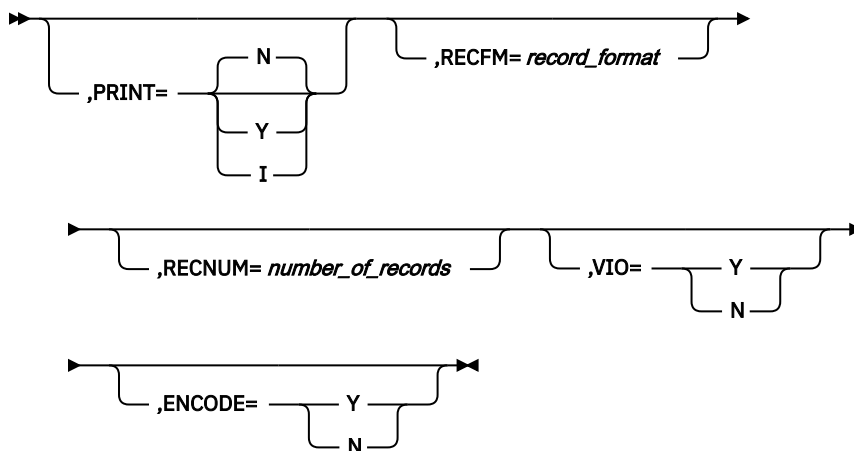 N
,PRINT=
Y
I
,RECFM= record_format
,RECNUM= number_of_records
,VIO= Y
N
,ENCODE= Y
N